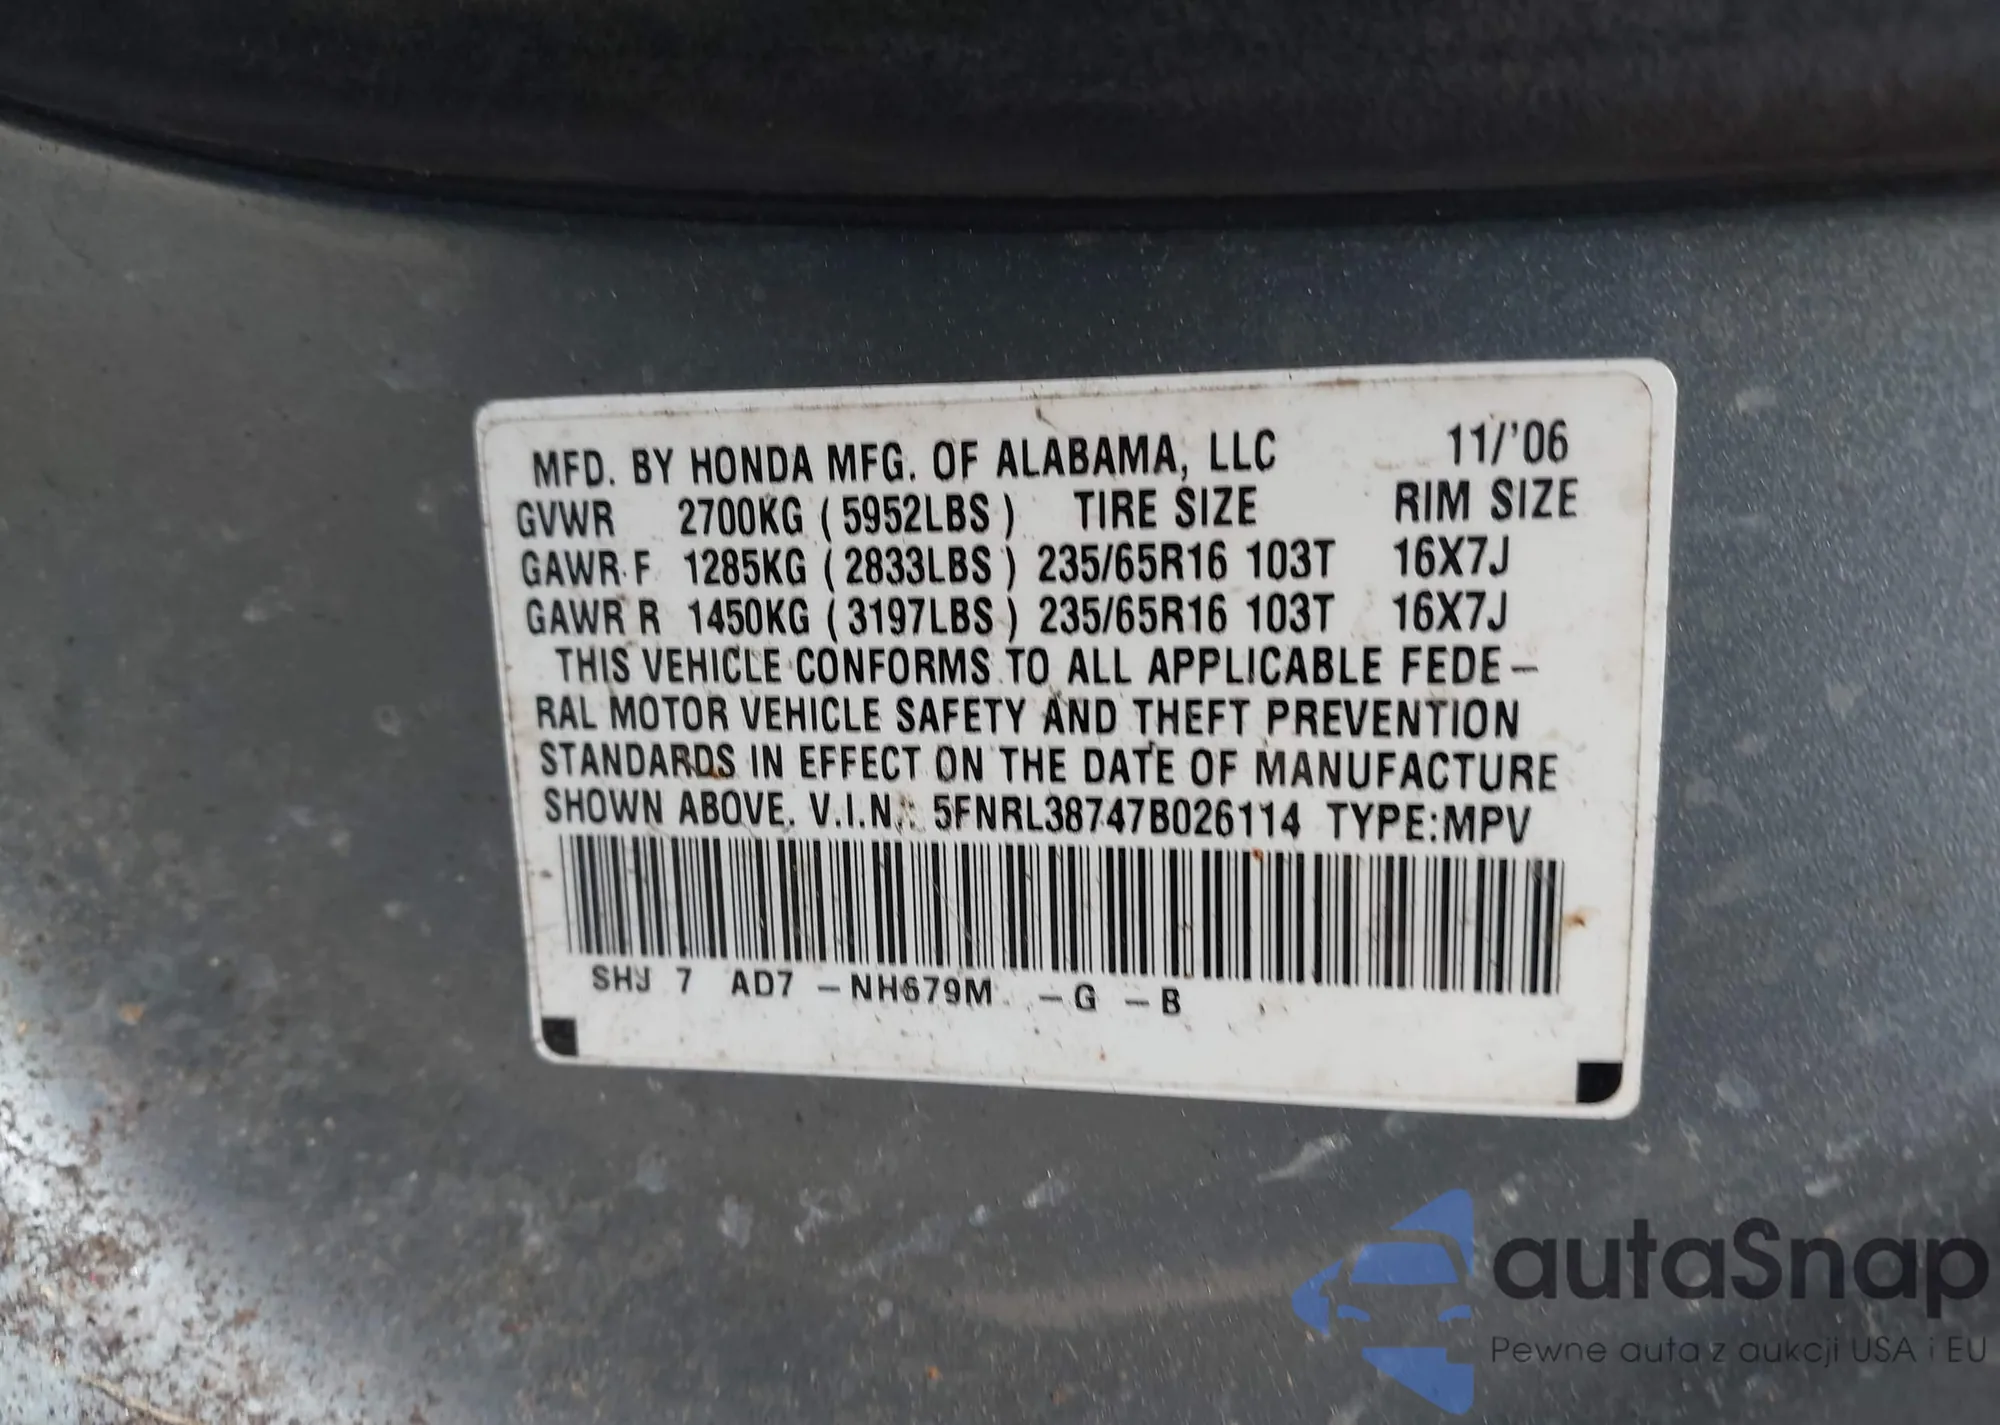 MFD. BY HONDA MFG. OF ALABAMA, LLC 11/'06
GVWR 2700KG (5952LBS) TIRE SIZE RIM SIZE
GAWR F 1285KG (2833LBS) 235/65R16 103T 16X7J
GAWR R 1450KG (3197LBS) 235/65R16 103T 16X7J
THIS VEHICLE CONFORMS TO ALL APPLICABLE FEDE-
RAL MOTOR VEHICLE SAFETY AND THEFT PREVENTION
STANDARDS IN EFFECT ON THE DATE OF MANUFACTURE
SHOWN ABOVE. V.I.N.: 5FNRL38747B026114 TYPE:MPV
SHJ 7 AD7 -NH679M -G -B
autaSnap
Pewne auta z aukcji USA i EU